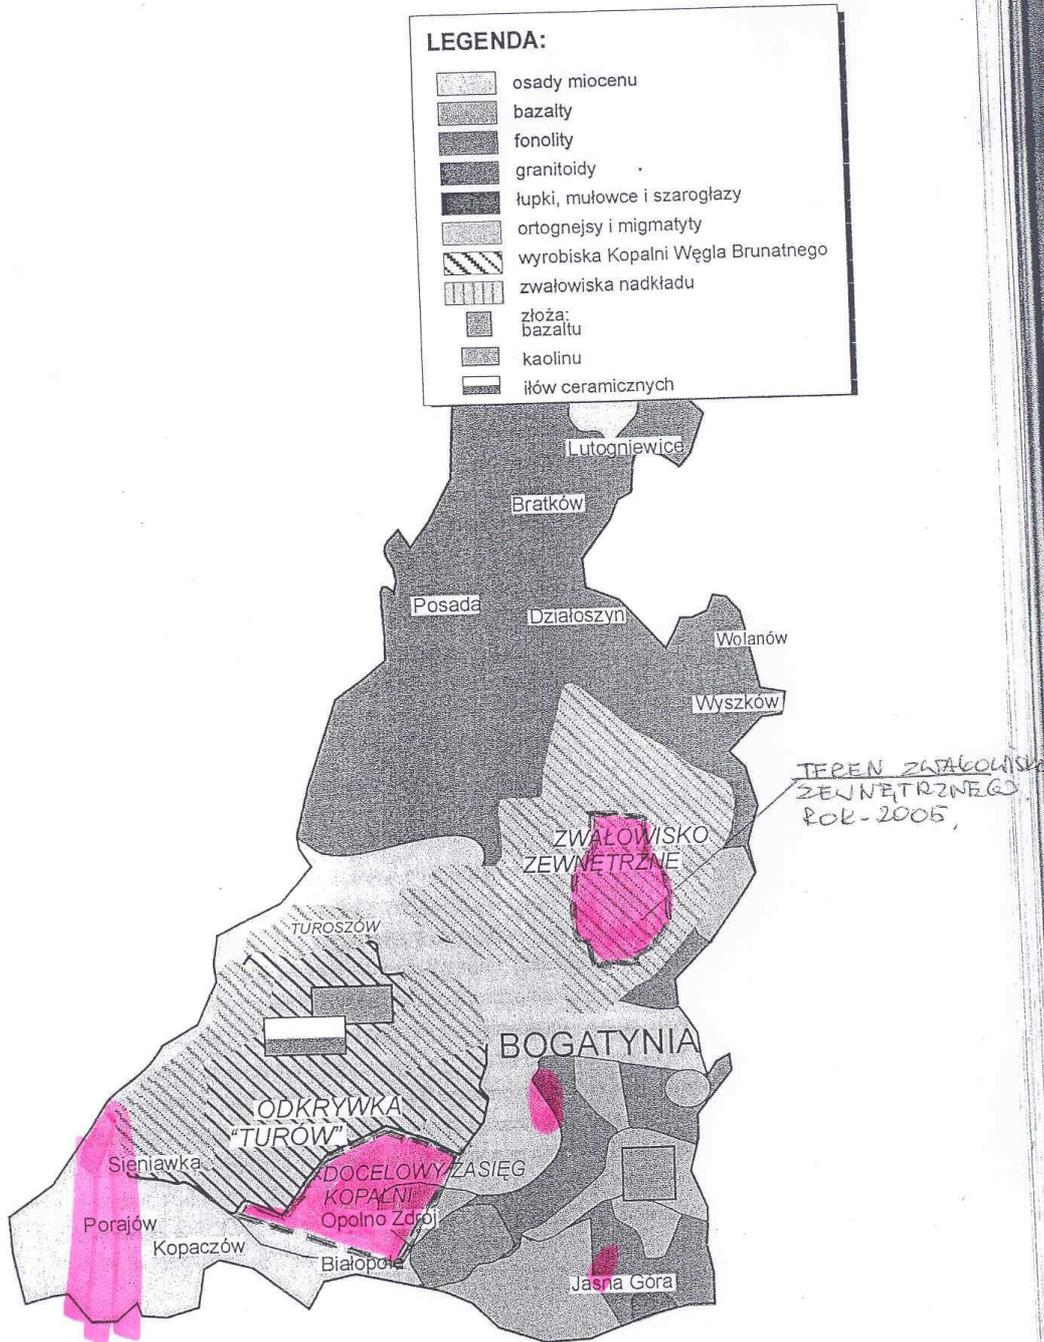 LEGENDA:
osady miocenu
bazalty
fonolity
granitoidy
łupki, mułowce i szarogłazy
ortognejsy i migmatyty
wyrobiska Kopalni Węgla Brunatnego
zwałowiska nadkładu
złoża:
bazaltu
kaolinu
iłów ceramicznych
Lutogniewice
Bratków
Posada
Działoszyn
Wolanów
Wyszków
TEREN ZWAŁOWISKA
ZEWNĘTRZNEGO.
ROK-2005,
ZWAŁOWISKO
ZEWNĘTRZNE
TUROSZÓW
BOGATYNIA
ODKRYWKA
"TURÓW"
DOCELOWY ZASIĘG
KOPALNI
Sieniawka
Opolno Zdrój
Porajów
Kopaczów
Białopole
Jasna Góra